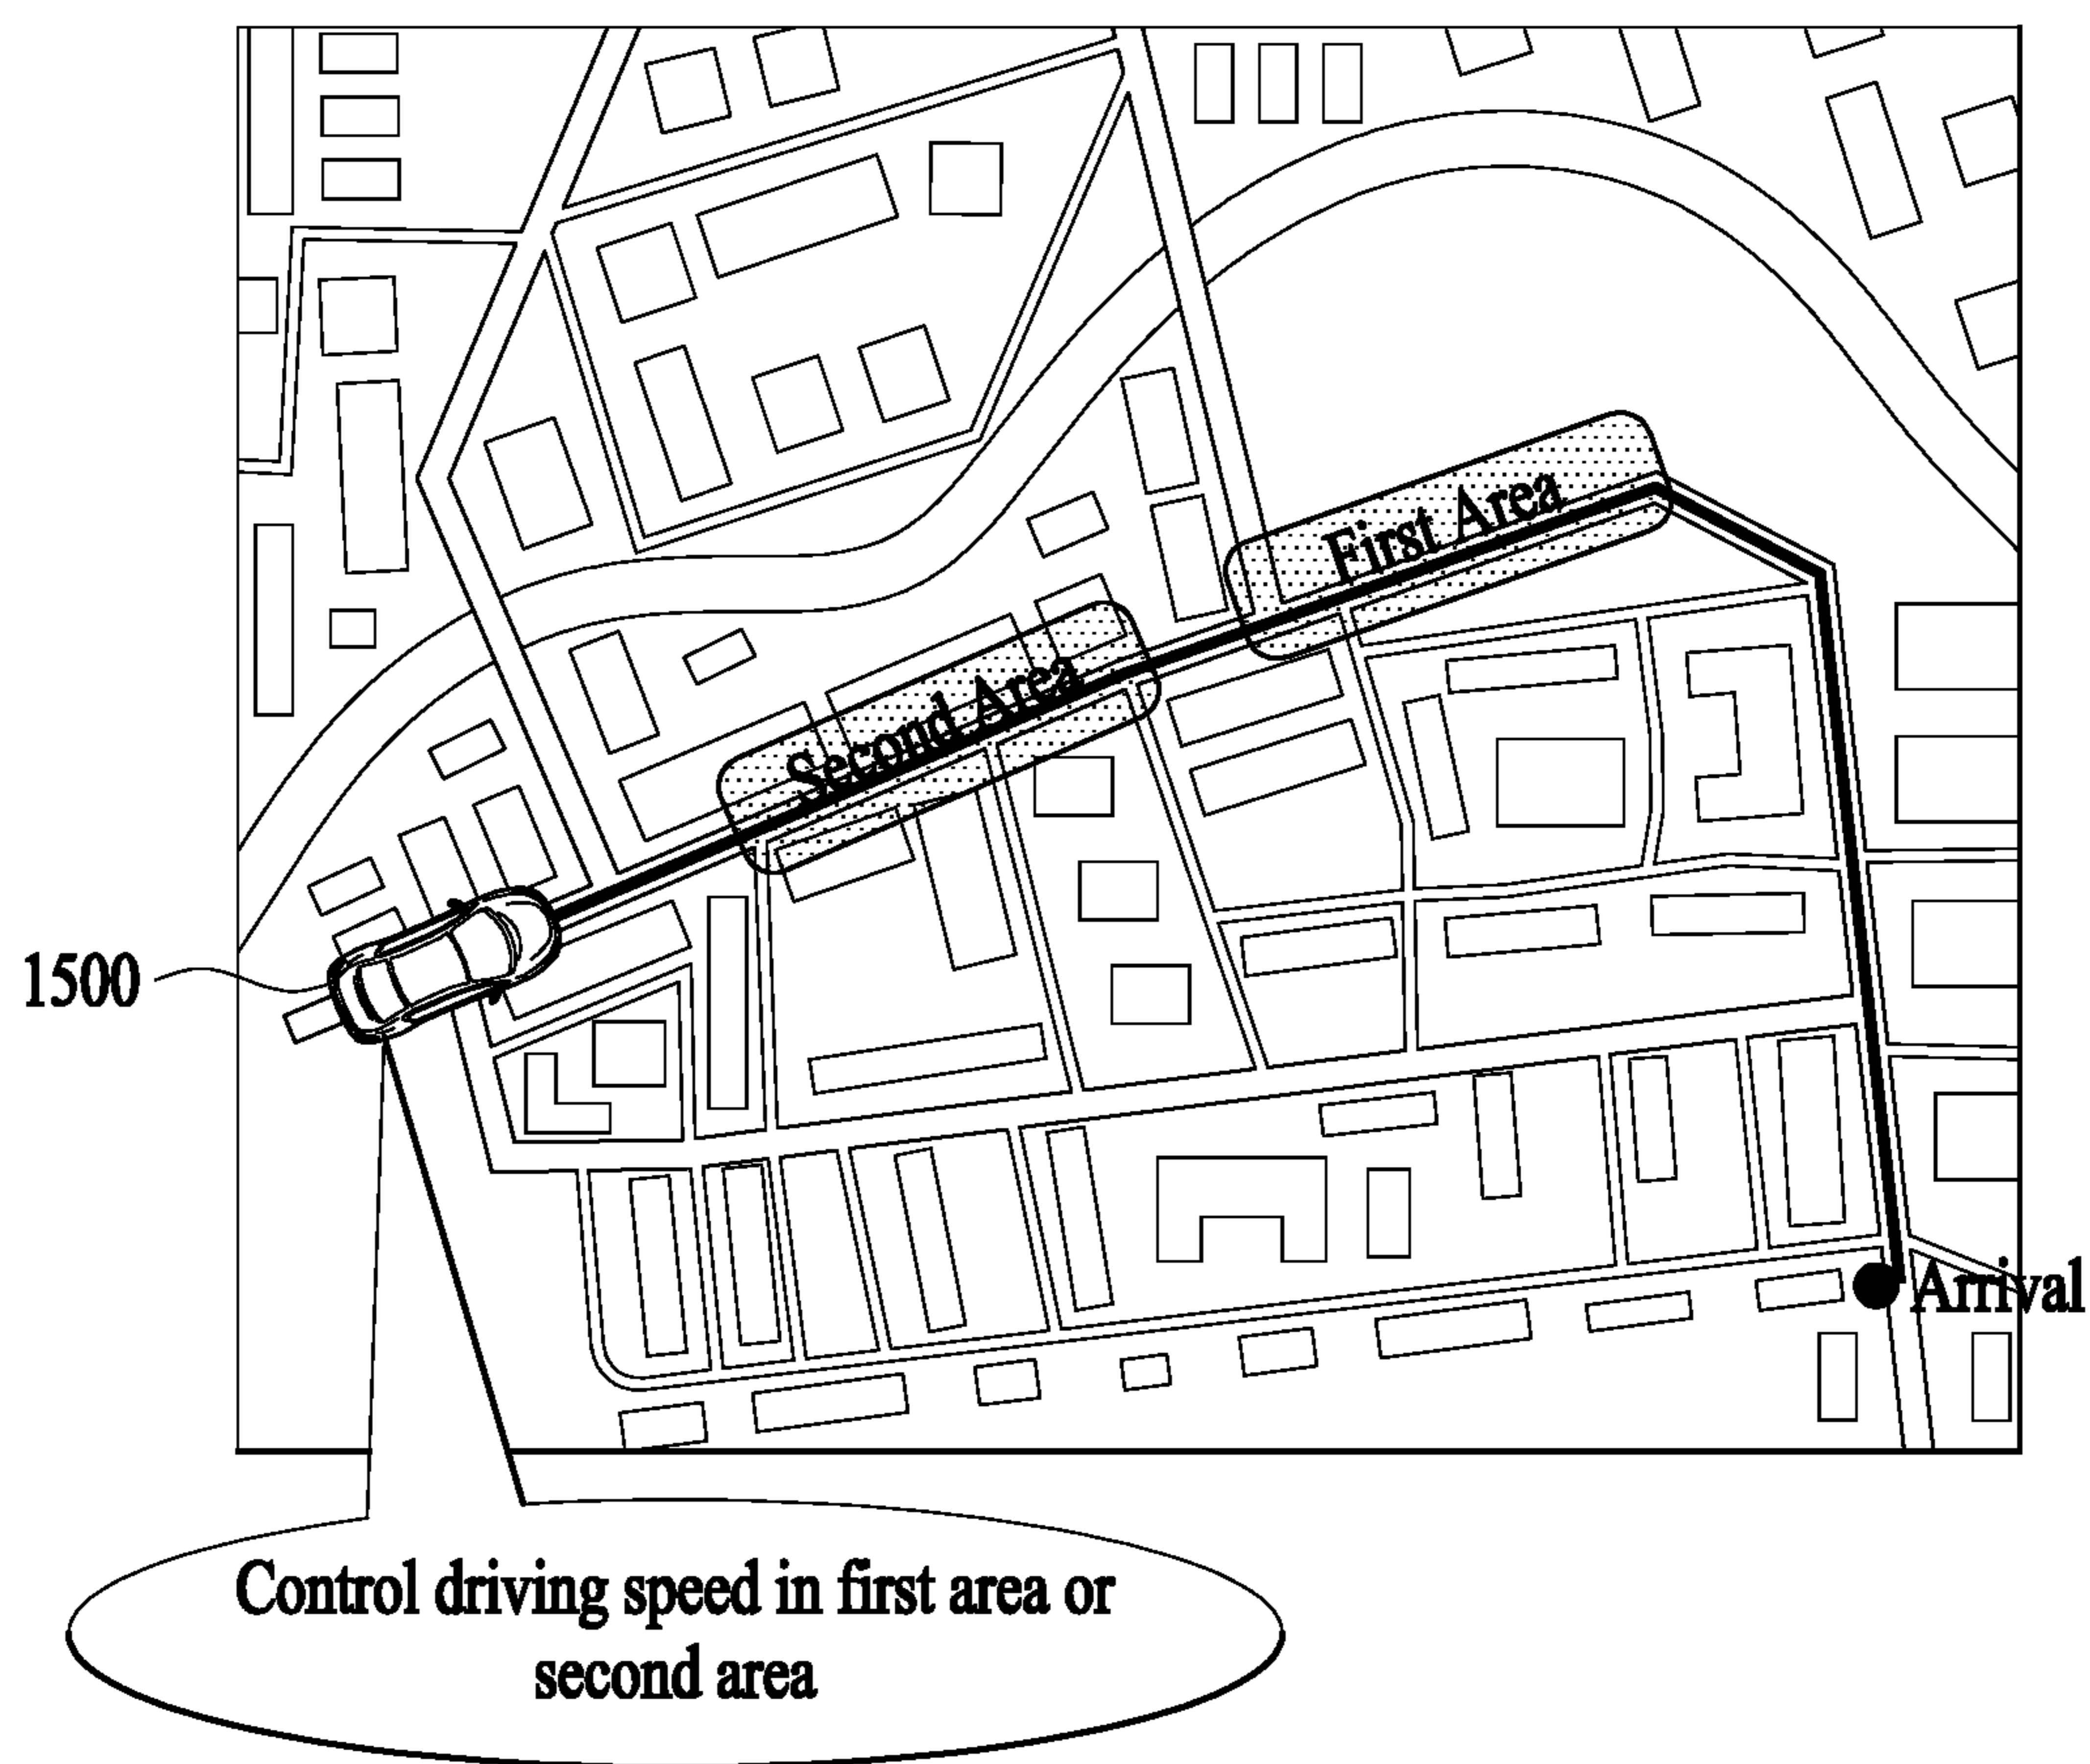 First Area
Second Area
1500
Arrival
Control driving speed in first area or
second area